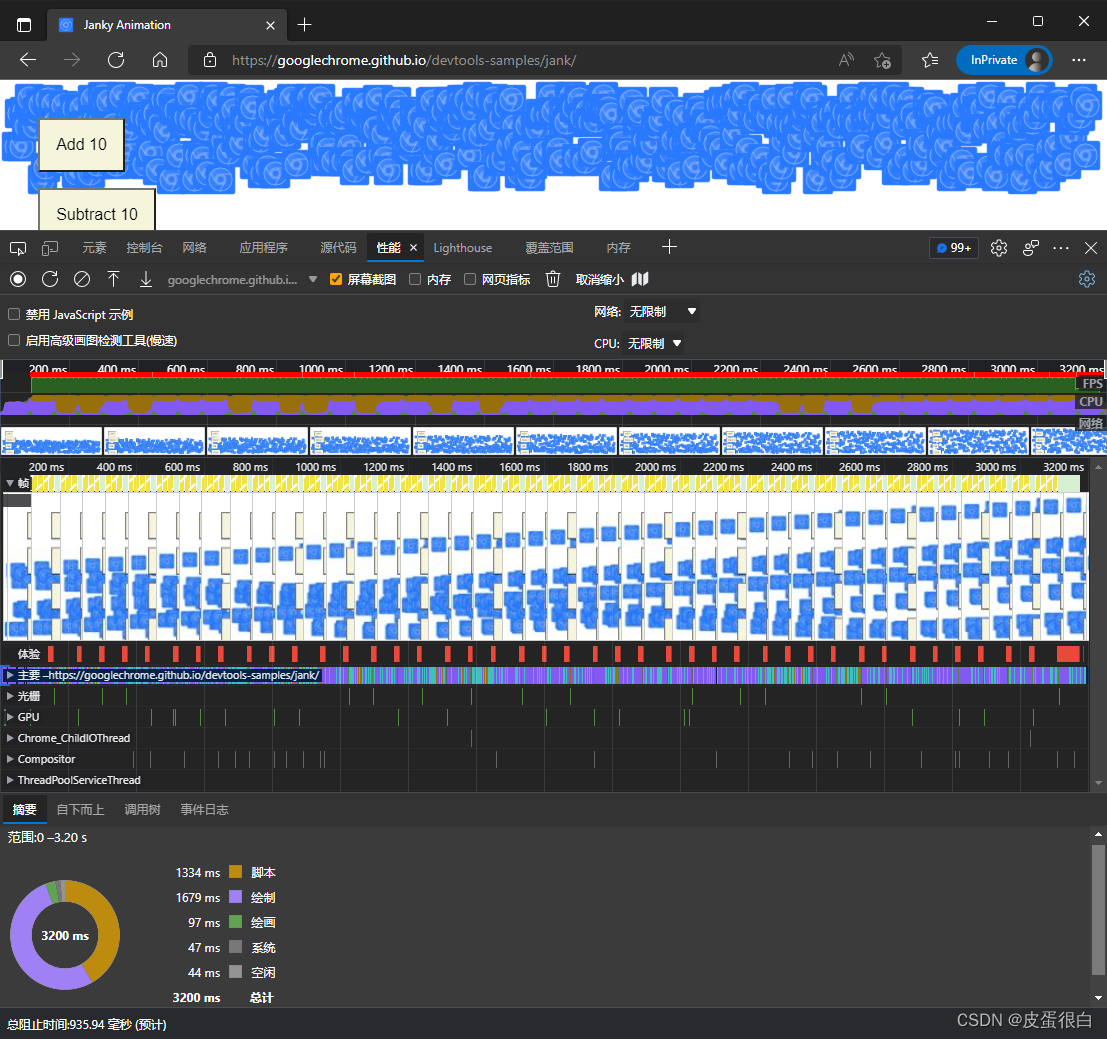 Janky Animation
https://googlechrome.github.io/devtools-samples/jank/
InPrivate
Add 10
Subtract 10
元素 控制台 网络 应用程序 源代码 性能 Lighthouse 覆盖范围 内存 99+
googlechrome.github.i... 屏幕截图 内存 网页指标 取消缩小
禁用 JavaScript 示例 网络: 无限制
启用高级画图检测工具(慢速) CPU: 无限制
200 ms 400 ms 600 ms 800 ms 1000 ms 1200 ms 1400 ms 1600 ms 1800 ms 2000 ms 2200 ms 2400 ms 2600 ms 2800 ms 3000 ms 3200 ms
FPS
CPU
网络
200 ms 400 ms 600 ms 800 ms 1000 ms 1200 ms 1400 ms 1600 ms 1800 ms 2000 ms 2200 ms 2400 ms 2600 ms 2800 ms 3000 ms 3200 ms
帧
体验
主要 –https://googlechrome.github.io/devtools-samples/jank/
光栅
GPU
Chrome_ChildIOThread
Compositor
ThreadPoolServiceThread
摘要 自下而上 调用树 事件日志
范围:0 –3.20 s
1334 ms 脚本
1679 ms 绘制
97 ms 绘画
3200 ms
47 ms 系统
44 ms 空闲
3200 ms 总计
总阻止时间:935.94 毫秒 (预计)
CSDN @皮蛋很白